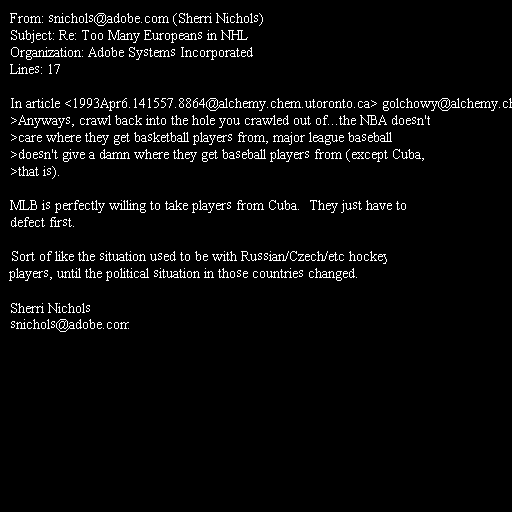 From: snichols@adobe.com (Sherri Nichols)
Subject: Re: Too Many Europeans in NHL
Organization: Adobe Systems Incorporated
Lines: 17

In article <1993Apr6.141557.8864@alchemy.chem.utoronto.ca> golchowy@alchemy.ch
>Anyways, crawl back into the hole you crawled out of...the NBA doesn't
>care where they get basketball players from, major league baseball
>doesn't give a damn where they get baseball players from (except Cuba,
>that is).

MLB is perfectly willing to take players from Cuba.  They just have to
defect first.

Sort of like the situation used to be with Russian/Czech/etc hockey
players, until the political situation in those countries changed.

Sherri Nichols
snichols@adobe.com